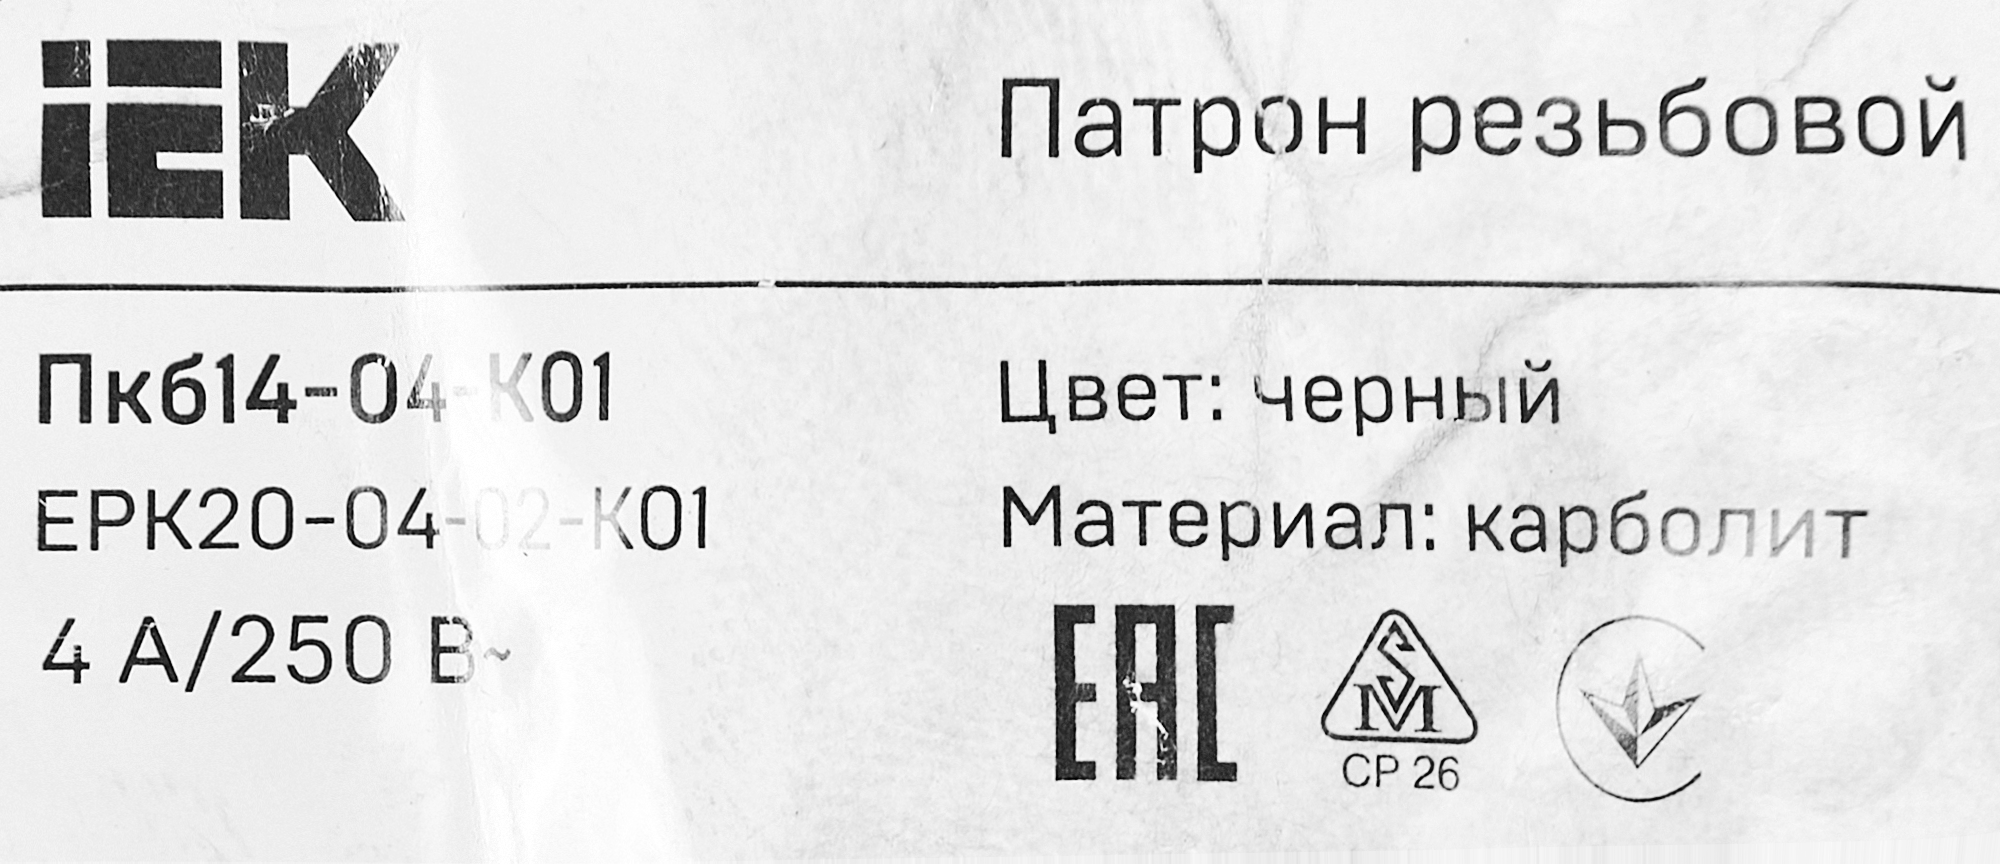 IEK
Патрон резьбовой
Пкб14-04-К01
Цвет: черный
EPK20-04-02-K01
Материал: карболит
4 А/250 В~
EAC
SM
CP 26